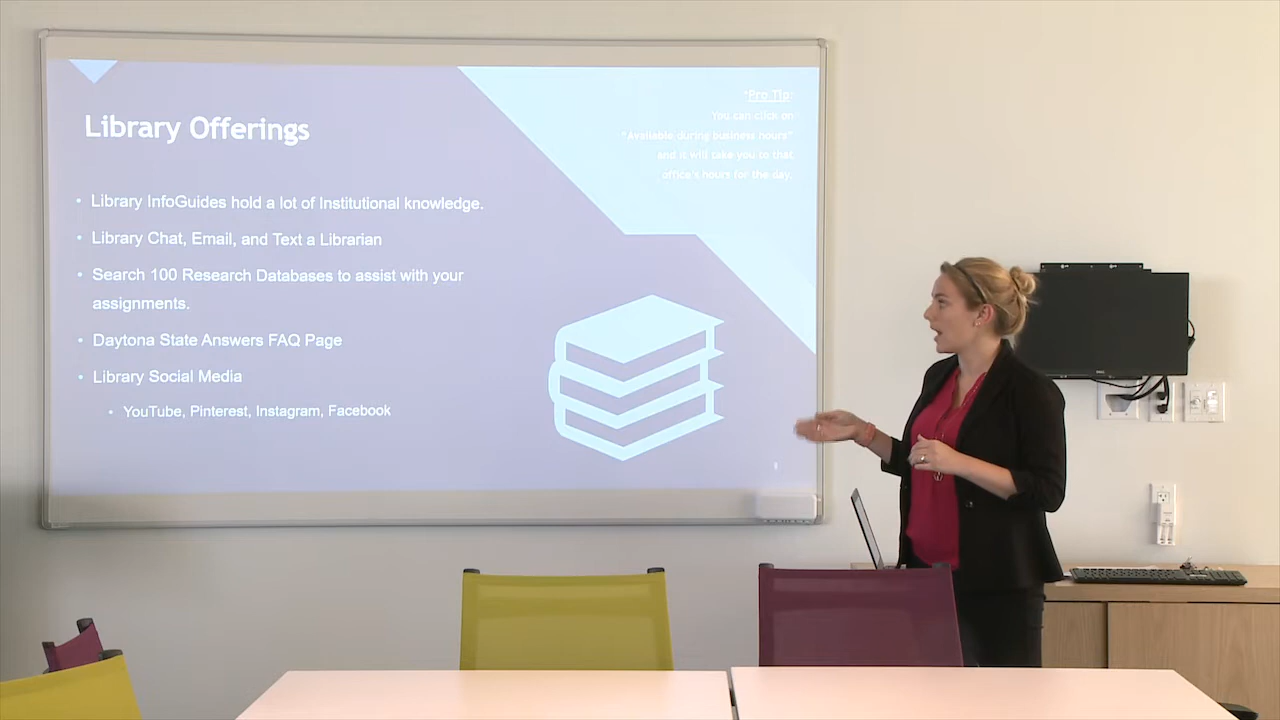 Library Offerings
• Library InfoGuides hold a lot of Institutional knowledge.
• Library Chat, Email, and Text a Librarian
• Search 100 Research Databases to assist with your
assignments.
• Daytona State Answers FAQ Page
• Library Social Media
• YouTube, Pinterest, Instagram, Facebook
*Pro Tip:
You can click on
"Available during business hours"
and it will take you to that
office's hours for the day.